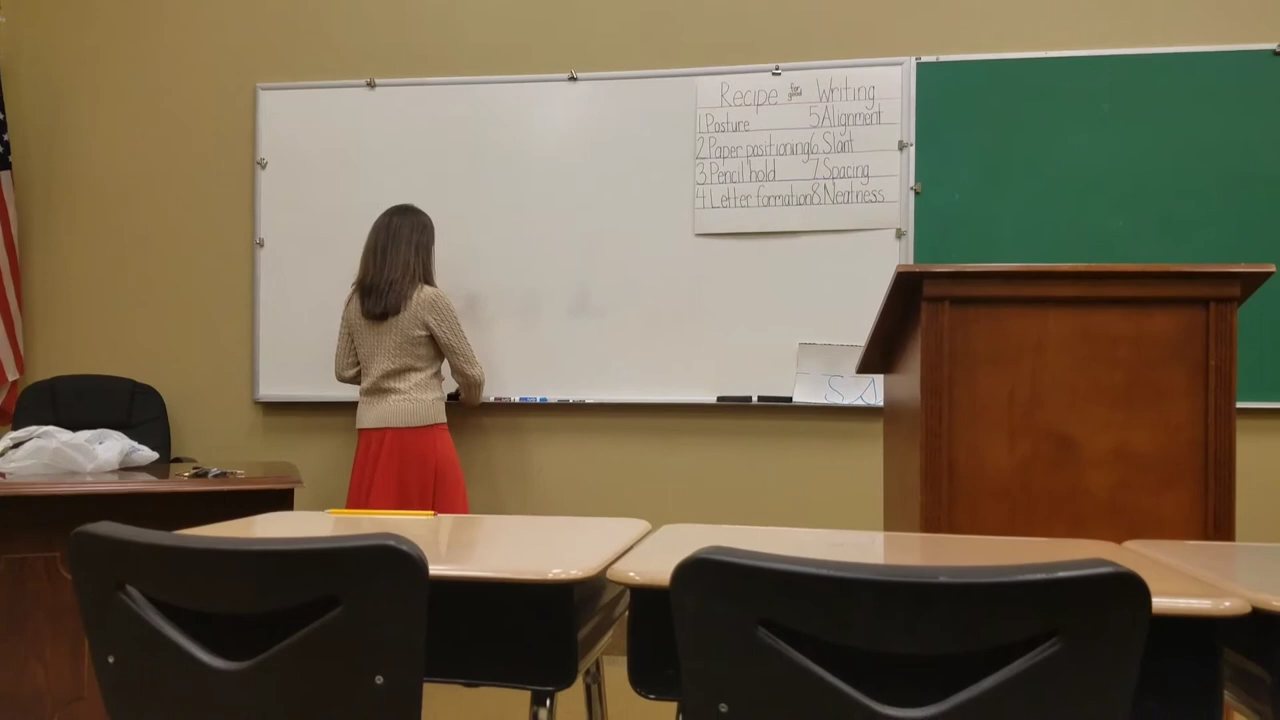 Recipe for good Writing
1 Posture 5 Alignment
2 Paper positioning 6 Slant
3 Pencil hold 7 Spacing
4 Letter formation 8 Neatness
S